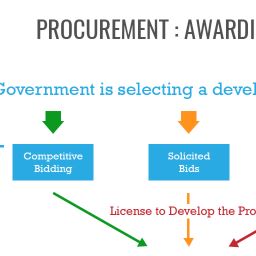 PROCUREMENT : AWARDI
Government is selecting a devel
Competitive
Bidding
Solicited
Bids
License to Develop the Pro